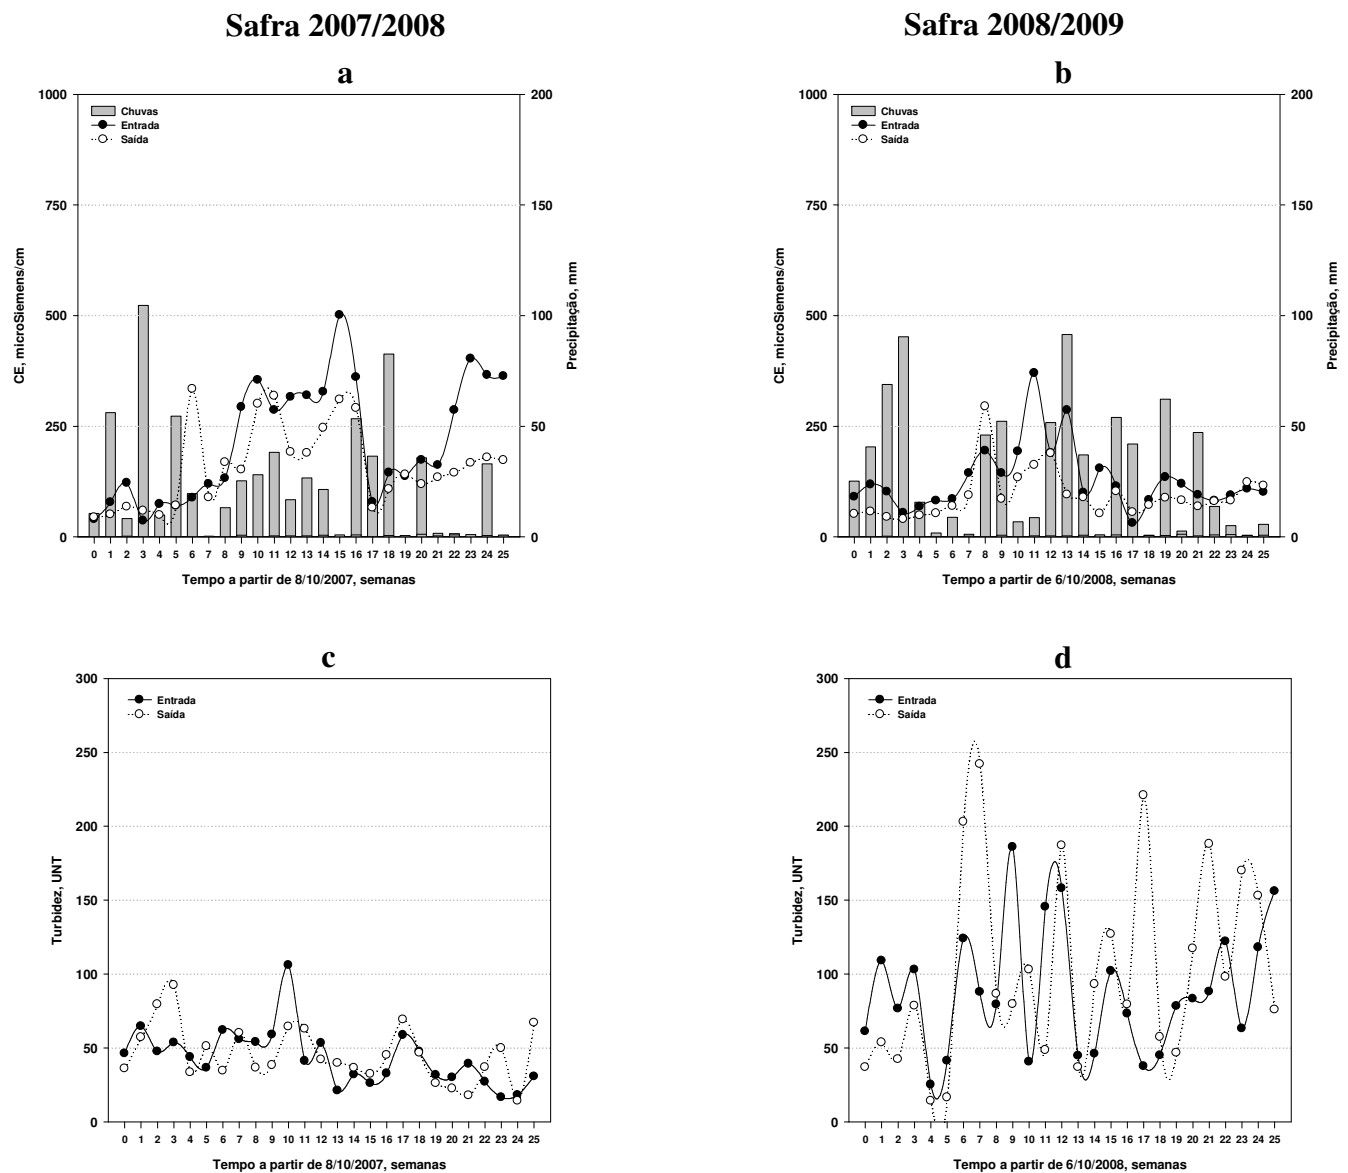 Safra 2007/2008
Safra 2008/2009
a
1000
750
500
250
0
200
150
100
50
0
Chuvas
Entrada
Saída
CE, microSiemens/cm
Precipitação, mm
0 1 2 3 4 5 6 7 8 9 10 11 12 13 14 15 16 17 18 19 20 21 22 23 24 25
Tempo a partir de 8/10/2007, semanas
b
1000
750
500
250
0
200
150
100
50
0
Chuvas
Entrada
Saída
CE, microSiemens/cm
Precipitação, mm
0 1 2 3 4 5 6 7 8 9 10 11 12 13 14 15 16 17 18 19 20 21 22 23 24 25
Tempo a partir de 6/10/2008, semanas
c
300
250
200
150
100
50
0
Entrada
Saída
Turbidez, UNT
0 1 2 3 4 5 6 7 8 9 10 11 12 13 14 15 16 17 18 19 20 21 22 23 24 25
Tempo a partir de 8/10/2007, semanas
d
300
250
200
150
100
50
0
Entrada
Saída
Turbidez, UNT
0 1 2 3 4 5 6 7 8 9 10 11 12 13 14 15 16 17 18 19 20 21 22 23 24 25
Tempo a partir de 6/10/2008, semanas